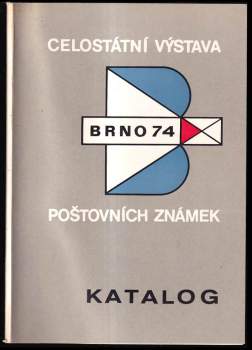 CELOSTÁTNÍ VÝSTAVA
BRNO 74
POŠTOVNÍCH ZNÁMEK
KATALOG